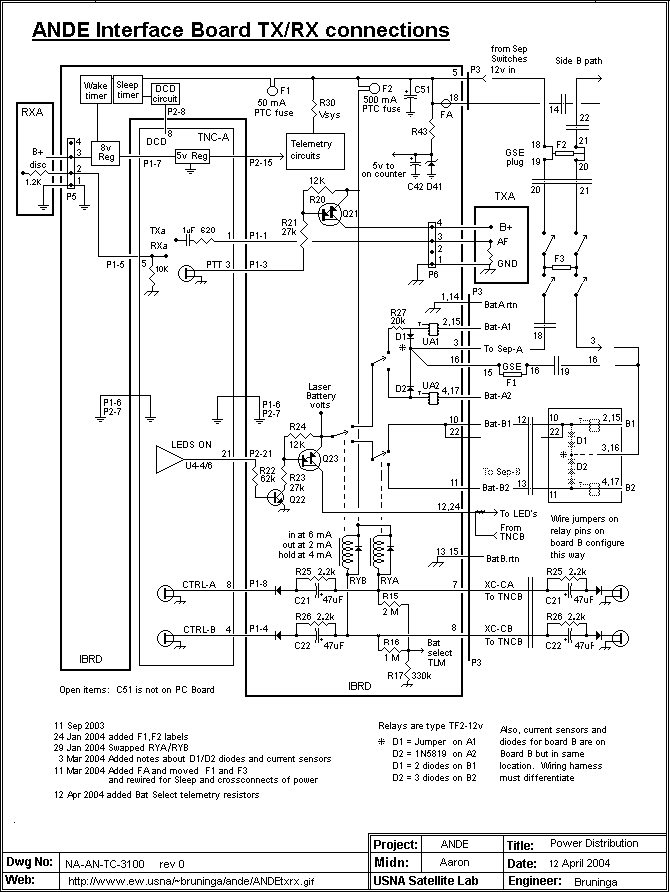 ANDE Interface Board TX/RX connections
from Sep
Switches
12v in
Side B path
P3
5
Wake
timer
Sleep
timer
DCD
circuit
P2-8
F1
50 mA
PTC fuse
R30
Vsys
F2
500 mA
PTC fuse
C51
18
FA
14
22
21
RXA
B+
disc
1.2K
4
3
2
1
P5
8v
Reg
DCD
8
TNC-A
P1-7
5v Reg
P2-15
Telemetry
circuits
R43
5v to
on counter
C42
D41
18
GSE
plug
19
F2
20
21
20
21
12K
R20
Q21
R21
27k
TXA
B+
AF
GND
4
3
2
1
P6
TXa
1uF
620
RXa
1
P1-1
P1-5
5
10K
PTT
3
P1-3
F3
P3
1,14
BatA rtn
R27
20k
D1
UA1
2,15
Bat-A1
3
To Sep-A
16
15
GSE
F1
16
19
16
18
3
D2
UA2
4,17
Bat-A2
P1-6
P2-7
P1-6
P2-7
Laser
Battery
volts
R24
12K
Q23
10
22
Bat-B1
12
10
22
2,15
B1
D1
3,16
D2
LEDS ON
U4-4/6
21
P2-21
R22
62k
R23
27k
Q22
To Sep-B
11
Bat-B2
13
11
4,17
B2
12,24
To LED's
From
TNCB
Wire jumpers on
relay pins on
board B configure
this way
in at 6 mA
out at 2 mA
hold at 4 mA
RYB
RYA
13 15
BatB.rtn
CTRL-A
8
P1-8
R25 2.2k
C21
47uF
R15
2 M
7
XC-CA
To TNCB
R25 2.2k
C21
47uF
CTRL-B
4
P1-4
R26 2.2k
C22
47uF
R16
1 M
8
XC-CB
To TNCB
R26 2.2k
C22
47uF
Bat
select
TLM
R17
330k
P3
IBRD
IBRD
Open items: C51 is not on PC Board
11 Sep 2003
24 Jan 2004 added F1,F2 labels
29 Jan 2004 Swapped RYA/RYB
3 Mar 2004 Added notes about D1/D2 diodes and current sensors
11 Mar 2004 Added FA and moved F1 and F3
and rewired for Sleep and crossconnects of power
12 Apr 2004 added Bat Select telemetry resistors
Relays are type TF2-12v
D1 = Jumper on A1
D2 = 1N5819 on A2
D1 = 2 diodes on B1
D2 = 3 diodes on B2
Also, current sensors and
diodes for board B are on
Board B but in same
location. Wiring harness
must differentiate
Project: ANDE
Title: Power Distribution
Dwg No: NA-AN-TC-3100 rev 0
Midn: Aaron
Date: 12 April 2004
Web: http://www.ew.usna/~bruninga/ande/ANDEtxrx.gif
USNA Satellite Lab
Engineer: Bruninga